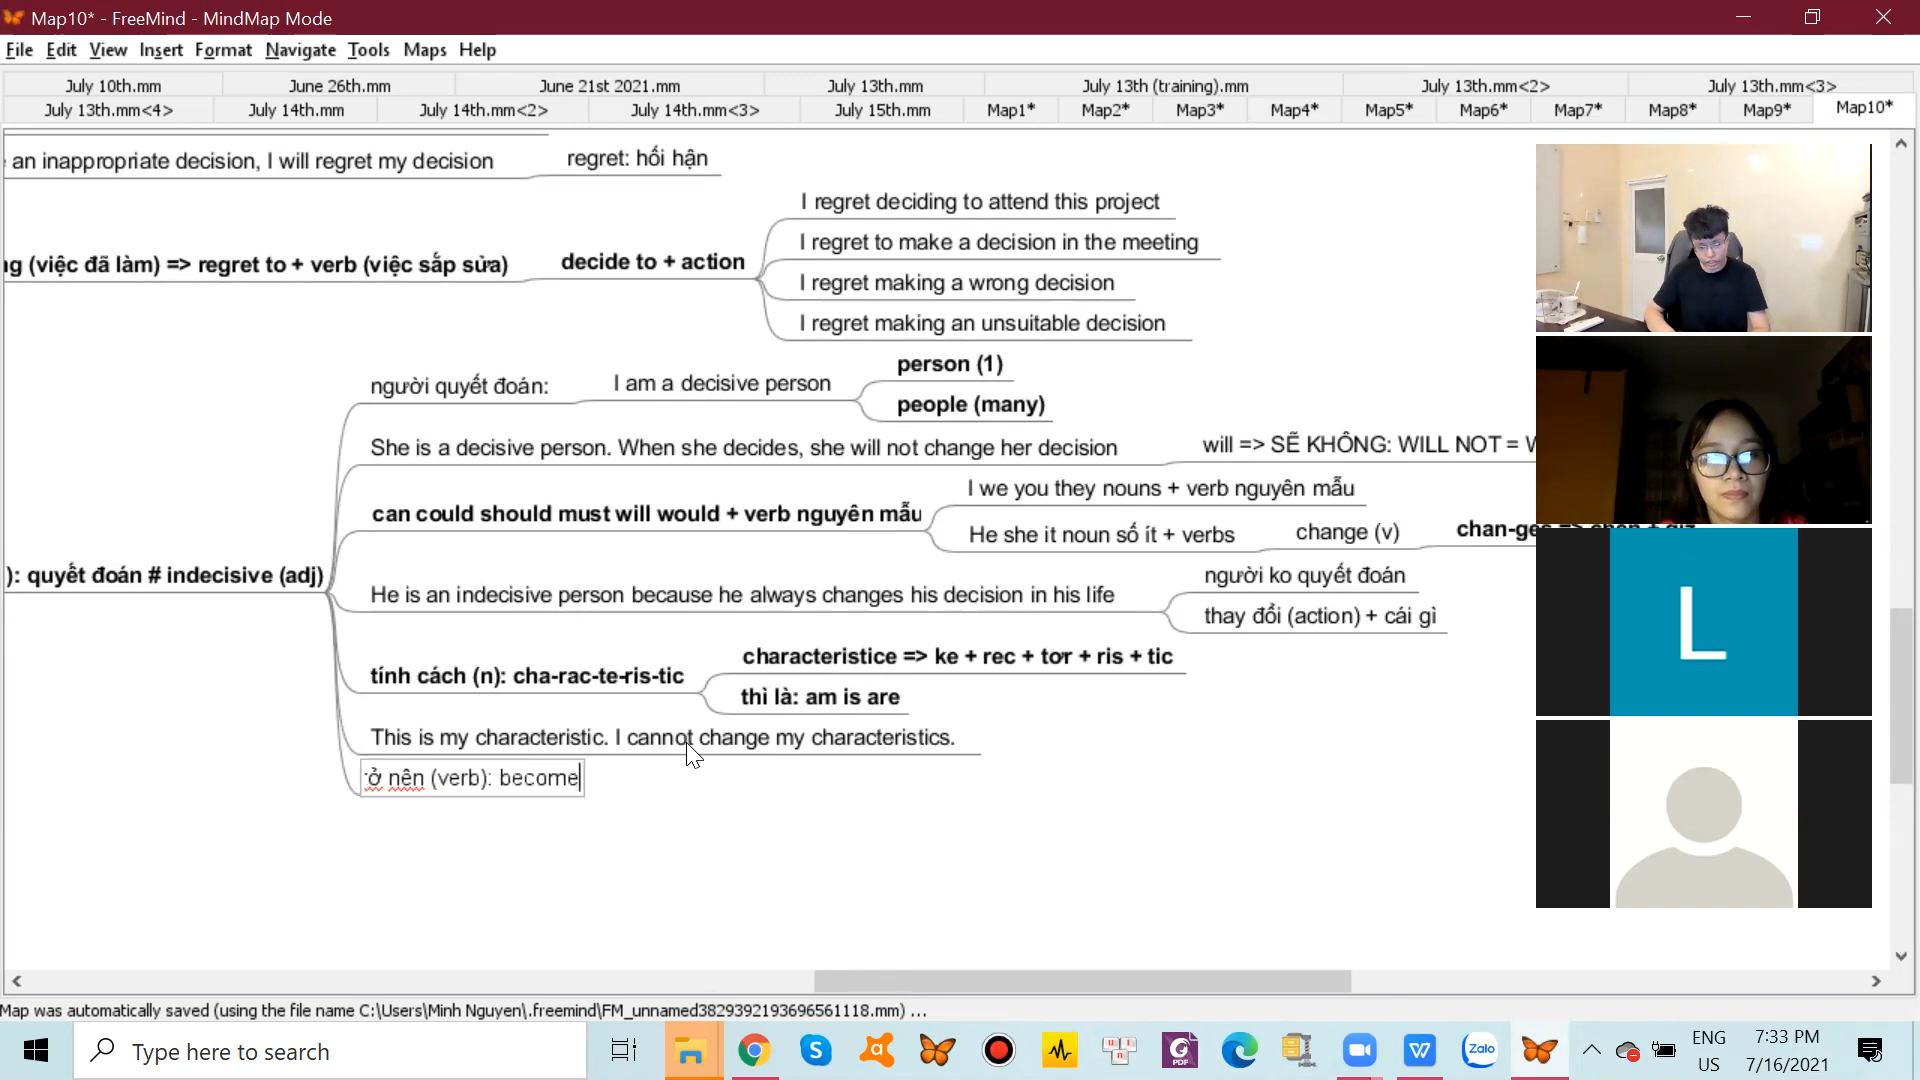 Map10* - FreeMind - MindMap Mode
File Edit View Insert Format Navigate Tools Maps Help
July 10th.mm June 26th.mm June 21st 2021.mm July 13th.mm July 13th (training).mm July 13th.mm<2> July 13th.mm<3>
July 13th.mm<4> July 14th.mm July 14th.mm<2> July 14th.mm<3> July 15th.mm Map1* Map2* Map3* Map4* Map5* Map6* Map7* Map8* Map9* Map10*
an inappropriate decision, I will regret my decision
regret: hối hận
(việc đã làm) => regret to + verb (việc sắp sửa)
decide to + action
I regret deciding to attend this project
I regret to make a decision in the meeting
I regret making a wrong decision
I regret making an unsuitable decision
): quyết đoán # indecisive (adj)
người quyết đoán:
I am a decisive person
person (1)
people (many)
She is a decisive person. When she decides, she will not change her decision
will => SẼ KHÔNG: WILL NOT =
can could should must will would + verb nguyên mẫu
I we you they nouns + verb nguyên mẫu
He she it noun số ít + verbs
change (v)
He is an indecisive person because he always changes his decision in his life
người ko quyết đoán
thay đổi (action) + cái gì
tính cách (n): cha-rac-te-ris-tic
characteristice => ke + rec + tơr + ris + tic
thì là: am is are
This is my characteristic. I cannot change my characteristics.
ở nên (verb): become
L
Map was automatically saved (using the file name C:\Users\Minh Nguyen\.freemind\FM_unnamed3829392193696561118.mm) ...
Type here to search
Zalo
ENG
US
7:33 PM
7/16/2021